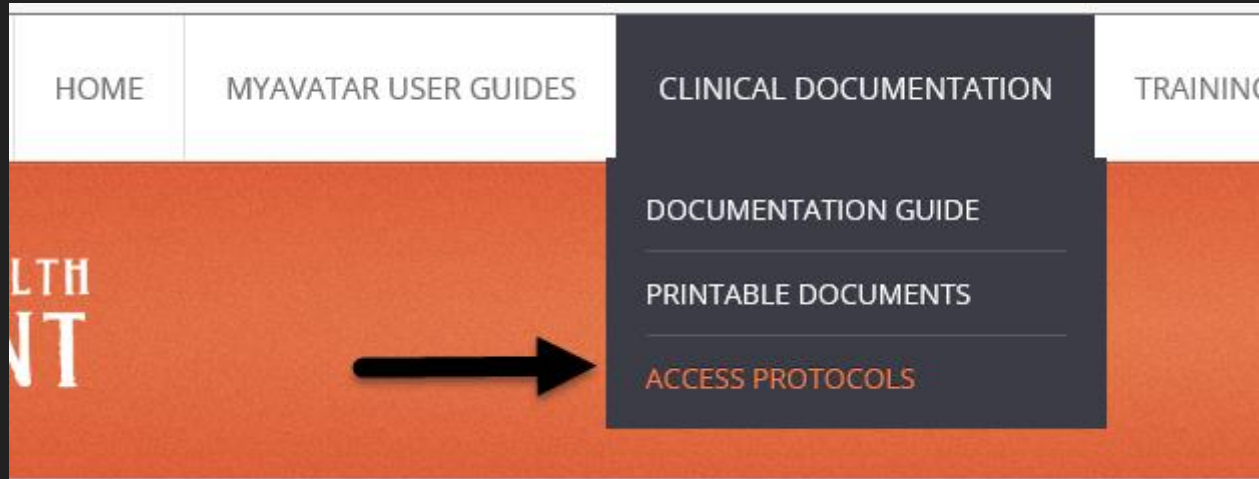 HOME MYAVATAR USER GUIDES CLINICAL DOCUMENTATION
DOCUMENTATION GUIDE
PRINTABLE DOCUMENTS
ACCESS PROTOCOLS